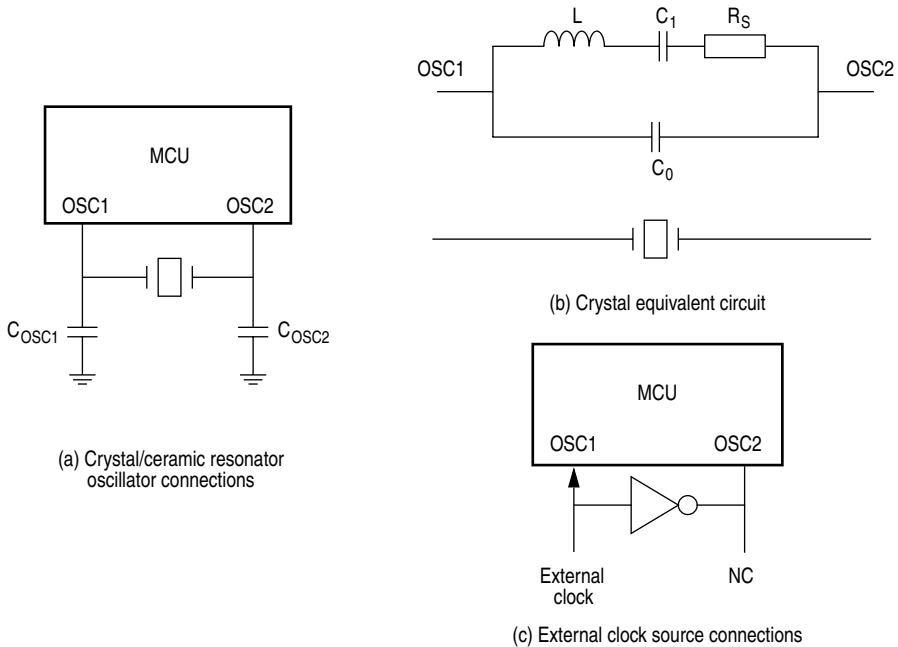 MCU
OSC1 OSC2
C_OSC1 C_OSC2
(a) Crystal/ceramic resonator
oscillator connections
L C_1 R_S
OSC1 OSC2
C_0
(b) Crystal equivalent circuit
MCU
OSC1 OSC2
External
clock
NC
(c) External clock source connections